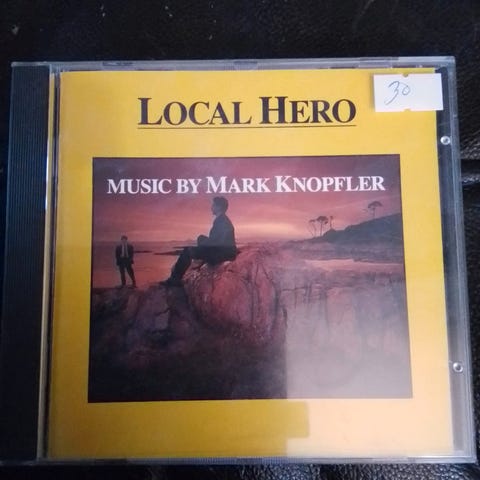 LOCAL HERO
30
MUSIC BY MARK KNOPFLER